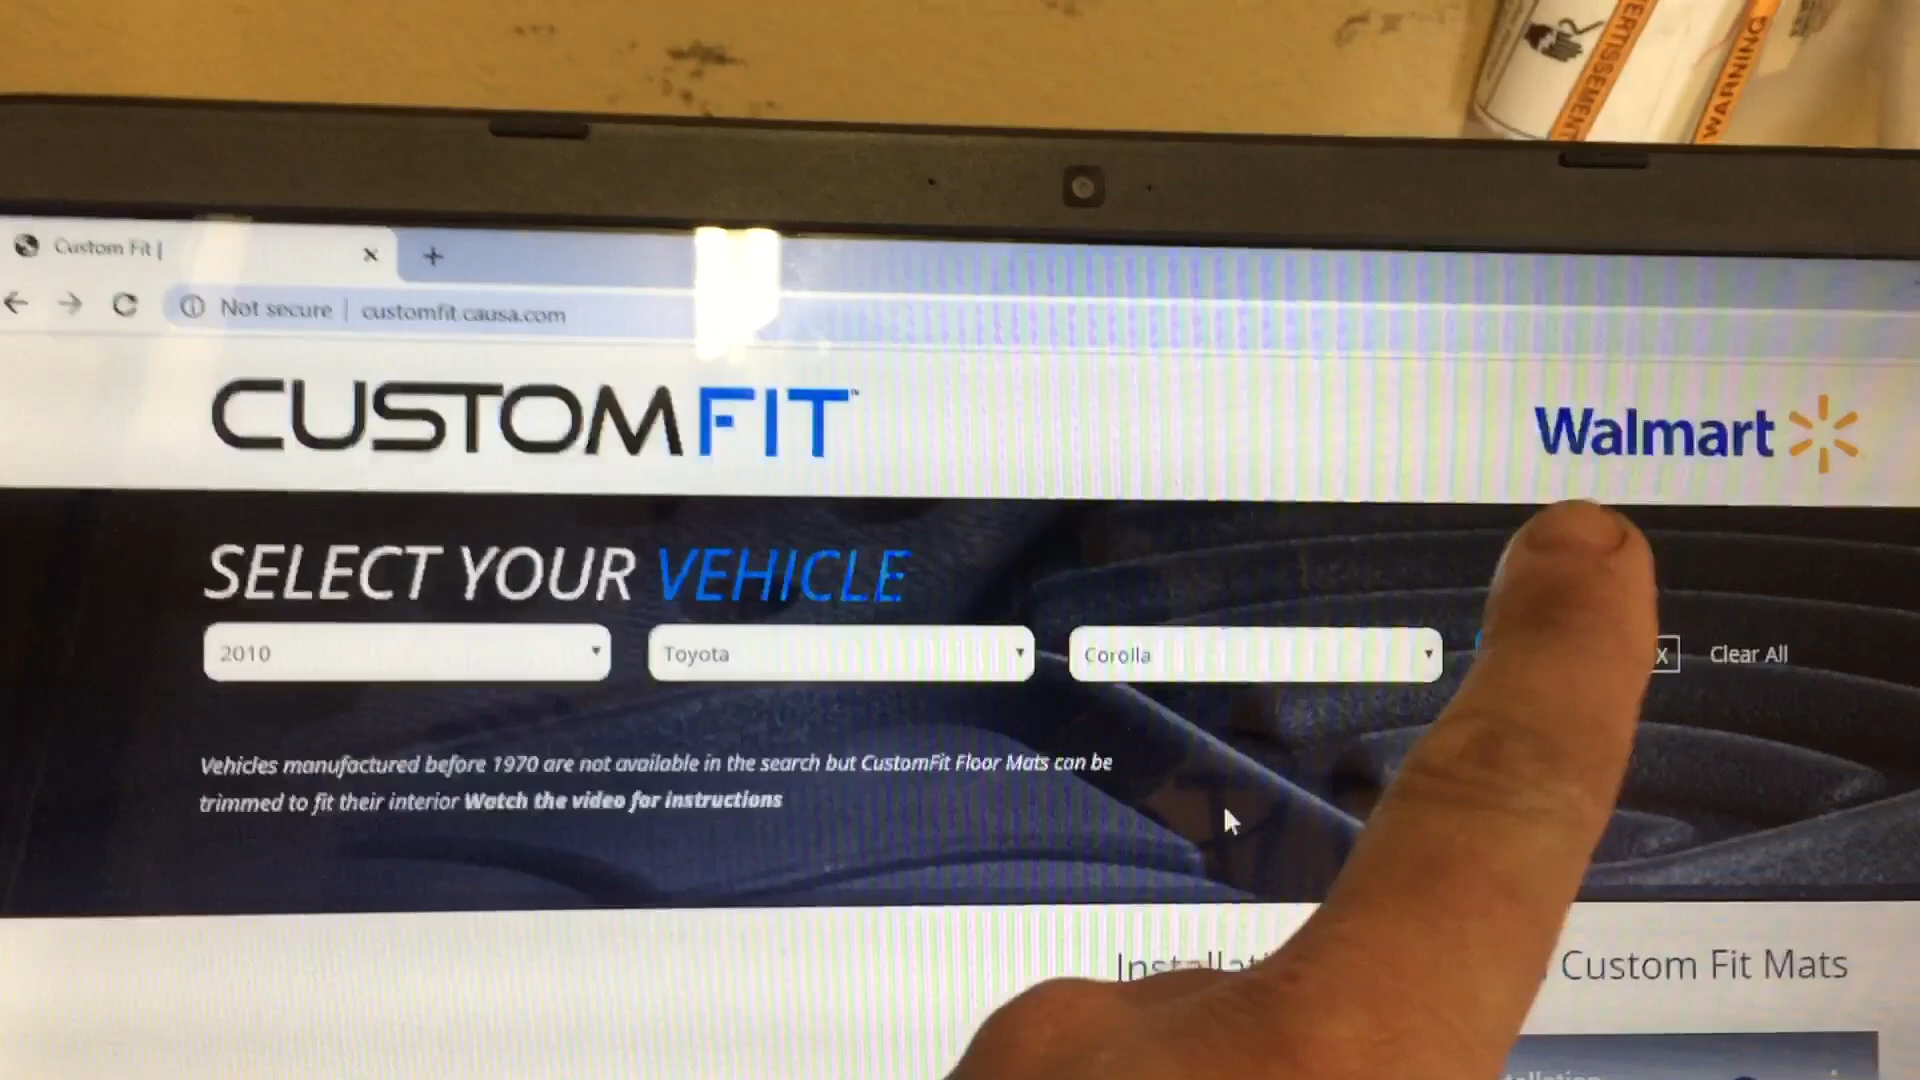 AVERTISSEMENT
WARNING
Custom Fit |
Not secure | customfit.causa.com
CUSTOMFIT™
Walmart
SELECT YOUR VEHICLE
2010
Toyota
Corolla
X
Clear All
Vehicles manufactured before 1970 are not available in the search but CustomFit Floor Mats can be
trimmed to fit their interior Watch the video for instructions
Custom Fit Mats